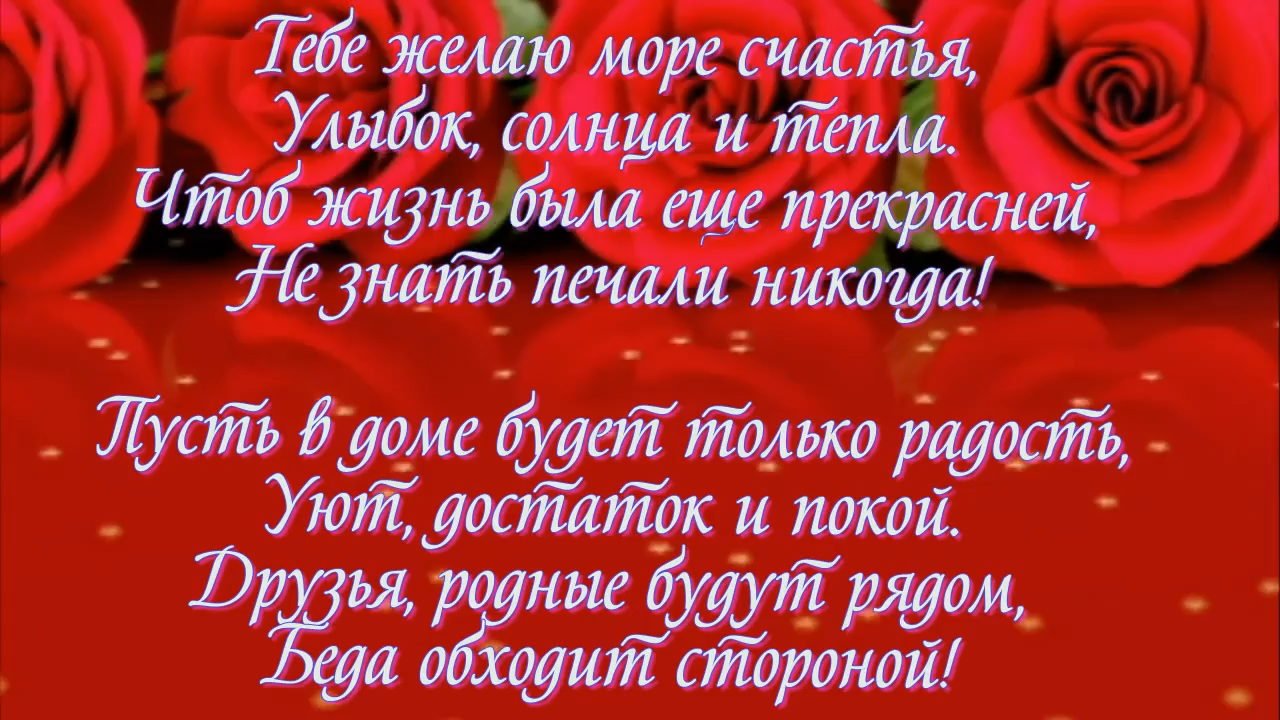 Тебе желаю море счастья,
Улыбок, солнца и тепла.
Чтоб жизнь была еще прекрасней,
Не знать печали никогда!
Пусть в доме будет только радость,
Уют, достаток и покой.
Друзья, родные будут рядом,
Беда обходит стороной!